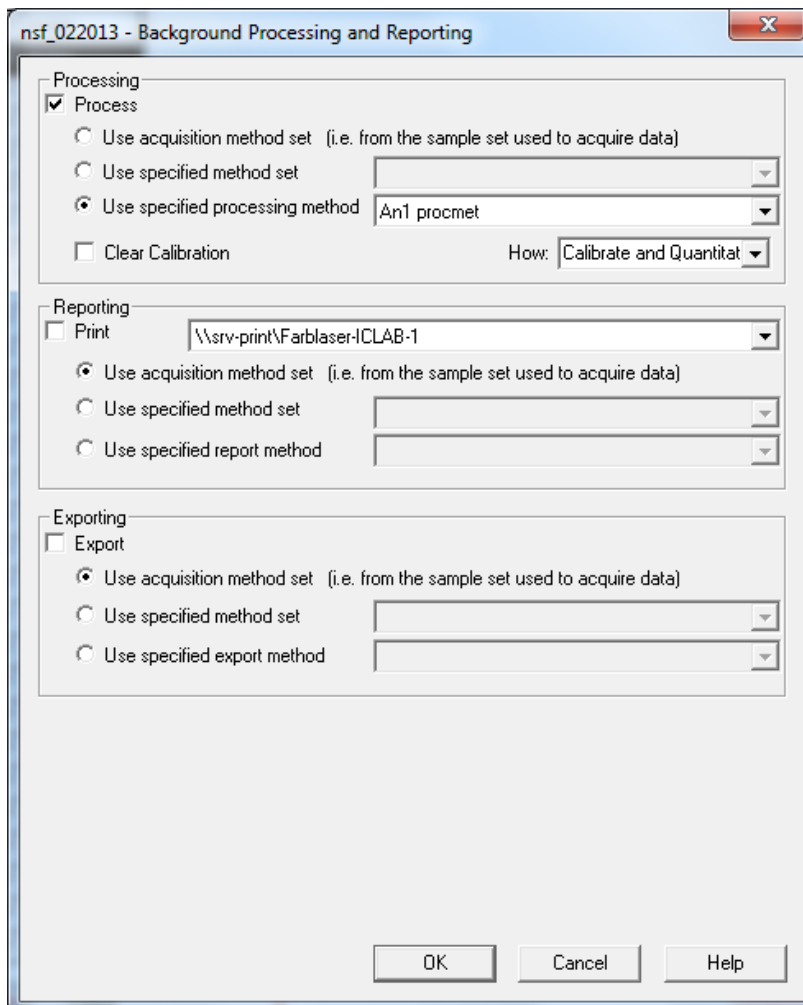 nsf_022013 - Background Processing and Reporting
Processing
Process
Use acquisition method set (i.e. from the sample set used to acquire data)
Use specified method set
Use specified processing method An1 procmet
Clear Calibration How: Calibrate and Quantitat
Reporting
Print \\srv-print\Farblaser-ICLAB-1
Use acquisition method set (i.e. from the sample set used to acquire data)
Use specified method set
Use specified report method
Exporting
Export
Use acquisition method set (i.e. from the sample set used to acquire data)
Use specified method set
Use specified export method
OK Cancel Help